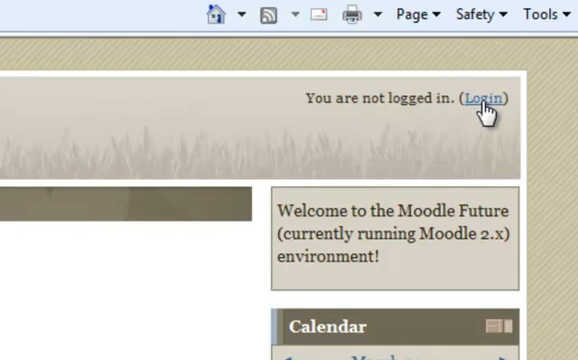 Page Safety Tools
You are not logged in. (Login)
Welcome to the Moodle Future
(currently running Moodle 2.x)
environment!
Calendar